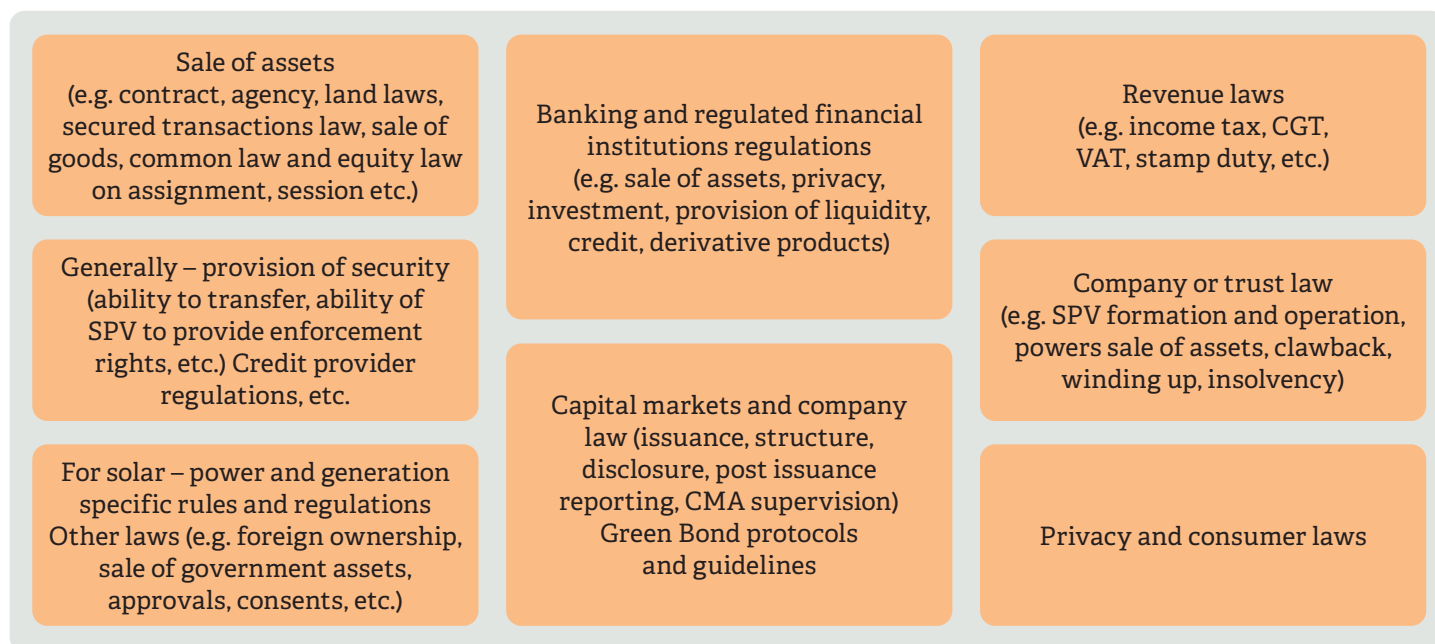 Sale of assets
(e.g. contract, agency, land laws,
secured transactions law, sale of
goods, common law and equity law
on assignment, session etc.)
Generally – provision of security
(ability to transfer, ability of
SPV to provide enforcement
rights, etc.) Credit provider
regulations, etc.
For solar – power and generation
specific rules and regulations
Other laws (e.g. foreign ownership,
sale of government assets,
approvals, consents, etc.)
Banking and regulated financial
institutions regulations
(e.g. sale of assets, privacy,
investment, provision of liquidity,
credit, derivative products)
Capital markets and company
law (issuance, structure,
disclosure, post issuance
reporting, CMA supervision)
Green Bond protocols
and guidelines
Revenue laws
(e.g. income tax, CGT,
VAT, stamp duty, etc.)
Company or trust law
(e.g. SPV formation and operation,
powers sale of assets, clawback,
winding up, insolvency)
Privacy and consumer laws